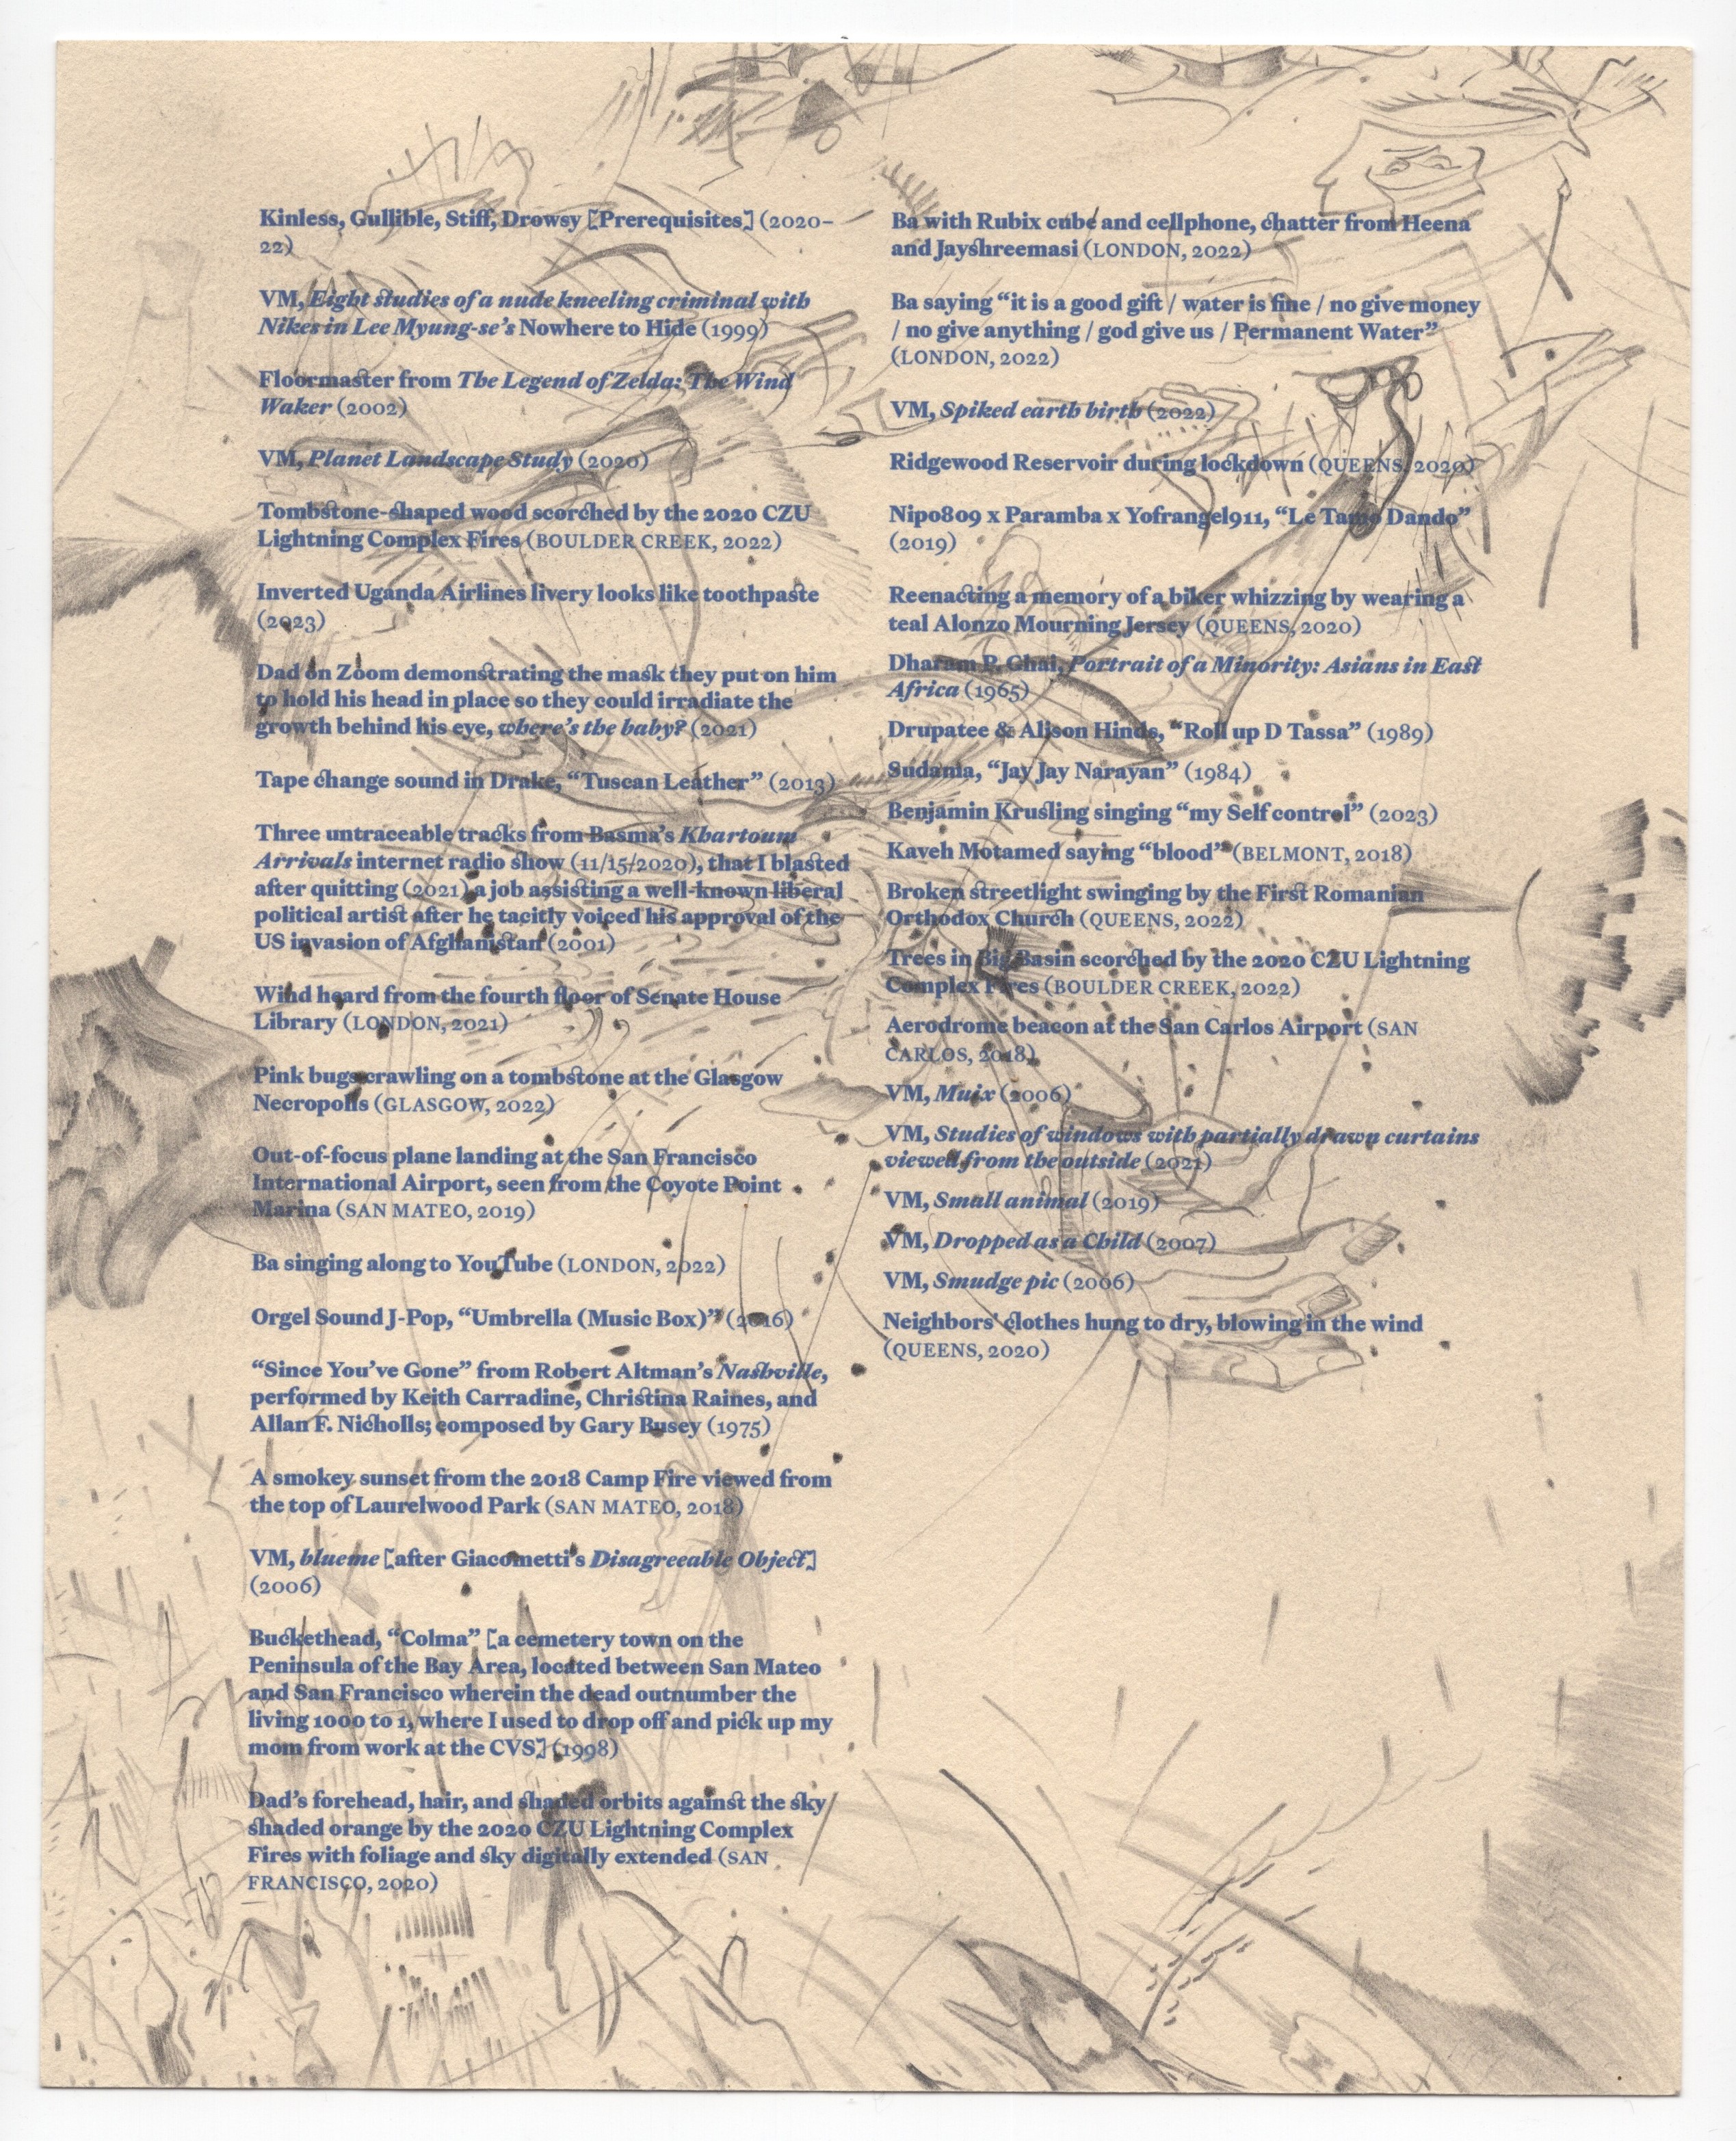 Kinless, Gullible, Stiff, Drowsy [Prerequisites] (2020–
22)
VM, Eight studies of a nude kneeling criminal with
Nikes in Lee Myung-se’s Nowhere to Hide (1999)
Floormaster from The Legend of Zelda: The Wind
Waker (2002)
VM, Planet Landscape Study (2020)
Tombstone-shaped wood scorched by the 2020 CZU
Lightning Complex Fires (BOULDER CREEK, 2022)
Inverted Uganda Airlines livery looks like toothpaste
(2023)
Dad on Zoom demonstrating the mask they put on him
to hold his head in place so they could irradiate the
growth behind his eye, where’s the baby? (2021)
Tape change sound in Drake, “Tuscan Leather” (2013)
Three untraceable tracks from Basma’s Khartoum
Arrivals internet radio show (11/15/2020), that I blasted
after quitting (2021) a job assisting a well-known liberal
political artist after he tacitly voiced his approval of the
US invasion of Afghanistan (2001)
Wind heard from the fourth floor of Senate House
Library (LONDON, 2021)
Pink bugs crawling on a tombstone at the Glasgow
Necropolis (GLASGOW, 2022)
Out-of-focus plane landing at the San Francisco
International Airport, seen from the Coyote Point
Marina (SAN MATEO, 2019)
Ba singing along to YouTube (LONDON, 2022)
Orgel Sound J-Pop, “Umbrella (Music Box)” (2016)
“Since You’ve Gone” from Robert Altman’s Nashville,
performed by Keith Carradine, Christina Raines, and
Allan F. Nicholls; composed by Gary Busey (1975)
A smokey sunset from the 2018 Camp Fire viewed from
the top of Laurelwood Park (SAN MATEO, 2018)
VM, blueme [after Giacometti’s Disagreeable Object]
(2006)
Buckethead, “Colma” [a cemetery town on the
Peninsula of the Bay Area, located between San Mateo
and San Francisco wherein the dead outnumber the
living 1000 to 1, where I used to drop off and pick up my
mom from work at the CVS] (1998)
Dad’s forehead, hair, and shaded orbits against the sky
shaded orange by the 2020 CZU Lightning Complex
Fires with foliage and sky digitally extended (SAN
FRANCISCO, 2020)
Ba with Rubix cube and cellphone, chatter from Heena
and Jayshreemasi (LONDON, 2022)
Ba saying “it is a good gift / water is fine / no give money
/ no give anything / god give us / Permanent Water”
(LONDON, 2022)
VM, Spiked earth birth (2022)
Ridgewood Reservoir during lockdown (QUEENS, 2020)
Nipo809 x Paramba x Yofrangel911, “Le Tamo Dando”
(2019)
Reenacting a memory of a biker whizzing by wearing a
teal Alonzo Mourning Jersey (QUEENS, 2020)
Dharam P. Ghai, Portrait of a Minority: Asians in East
Africa (1965)
Drupatee & Alison Hinds, “Roll up D Tassa” (1989)
Sudama, “Jay Jay Narayan” (1984)
Benjamin Krusling singing “my Self control” (2023)
Kaveh Motamed saying “blood” (BELMONT, 2018)
Broken streetlight swinging by the First Romanian
Orthodox Church (QUEENS, 2022)
Trees in Big Basin scorched by the 2020 CZU Lightning
Complex Fires (BOULDER CREEK, 2022)
Aerodrome beacon at the San Carlos Airport (SAN
CARLOS, 2018)
VM, Muix (2006)
VM, Studies of windows with partially drawn curtains
viewed from the outside (2021)
VM, Small animal (2019)
VM, Dropped as a Child (2007)
VM, Smudge pic (2006)
Neighbors’ clothes hung to dry, blowing in the wind
(QUEENS, 2020)